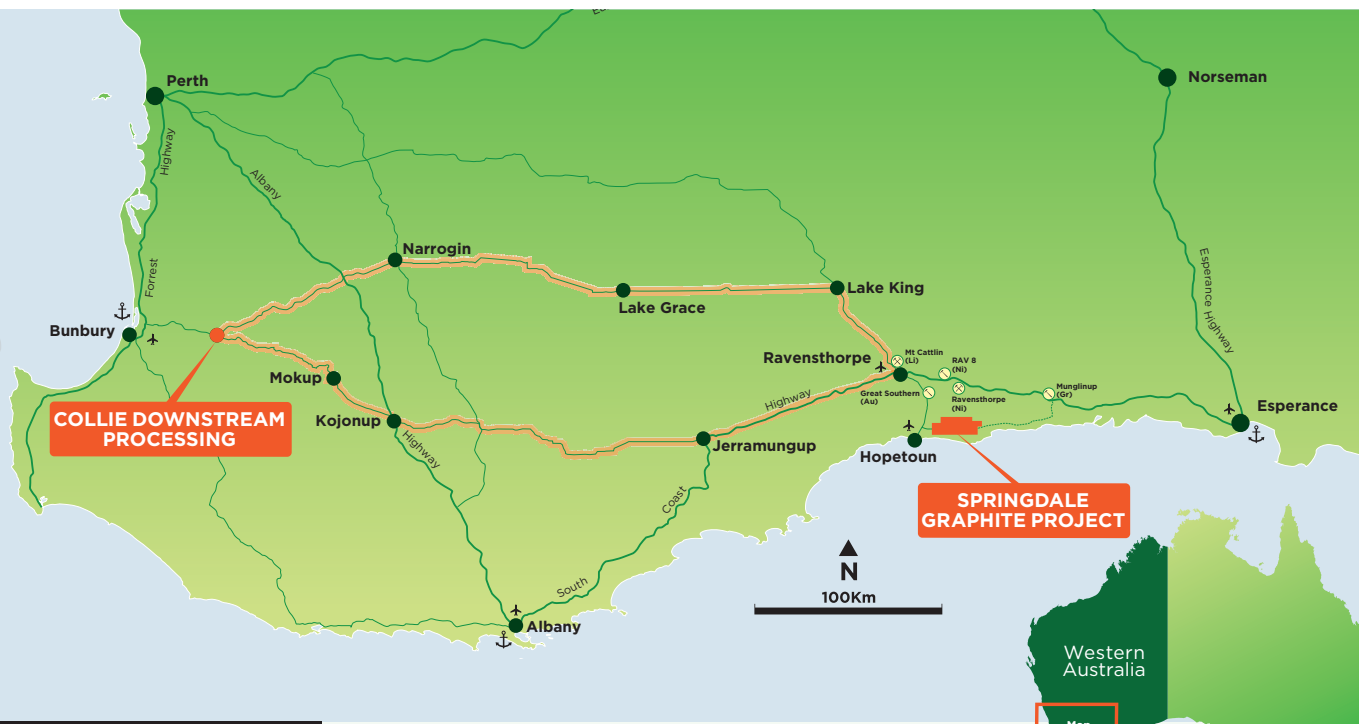 Ea
Perth
Norseman
Highway
Albany
Narrogin
Forrest
Lake King
Lake Grace
Esperance Highway
Bunbury
Ravensthorpe
Mt Cattlin
(Li)
RAV 8
(Ni)
Mokup
Great Southern
(Au)
Ravensthorpe
(Ni)
Munglinup
(Gr)
Highway
Esperance
COLLIE DOWNSTREAM
PROCESSING
Kojonup
Highway
Jerramungup
Hopetoun
SPRINGDALE
GRAPHITE PROJECT
Coast
South
N
100Km
Albany
Western
Australia
Map